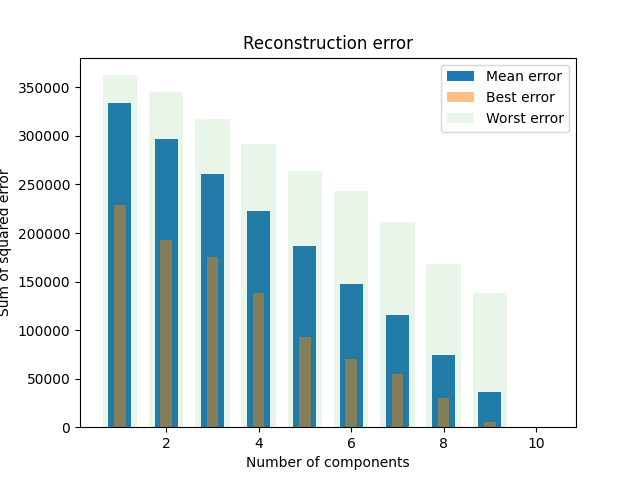 Reconstruction error
Sum of squared error
350000
300000
250000
200000
150000
100000
50000
0
Mean error
Best error
Worst error
2
4
6
8
10
Number of components